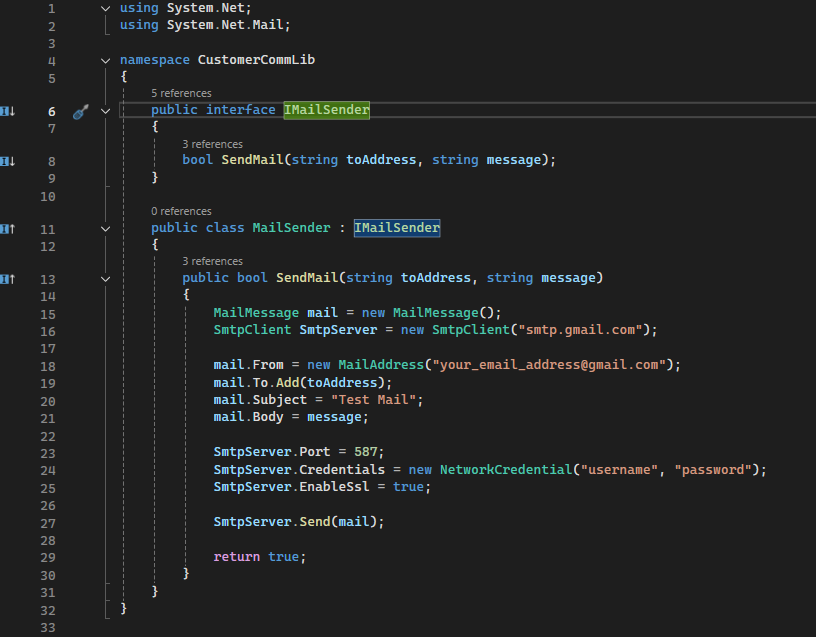 1 using System.Net;
2 using System.Net.Mail;
3
4 namespace CustomerCommLib
5 {
5 references
6 public interface IMailSender
7 {
3 references
8 bool SendMail(string toAddress, string message);
9 }
10
0 references
11 public class MailSender : IMailSender
12 {
3 references
13 public bool SendMail(string toAddress, string message)
14 {
15 MailMessage mail = new MailMessage();
16 SmtpClient SmtpServer = new SmtpClient("smtp.gmail.com");
17
18 mail.From = new MailAddress("your_email_address@gmail.com");
19 mail.To.Add(toAddress);
20 mail.Subject = "Test Mail";
21 mail.Body = message;
22
23 SmtpServer.Port = 587;
24 SmtpServer.Credentials = new NetworkCredential("username", "password");
25 SmtpServer.EnableSsl = true;
26
27 SmtpServer.Send(mail);
28
29 return true;
30 }
31 }
32 }
33